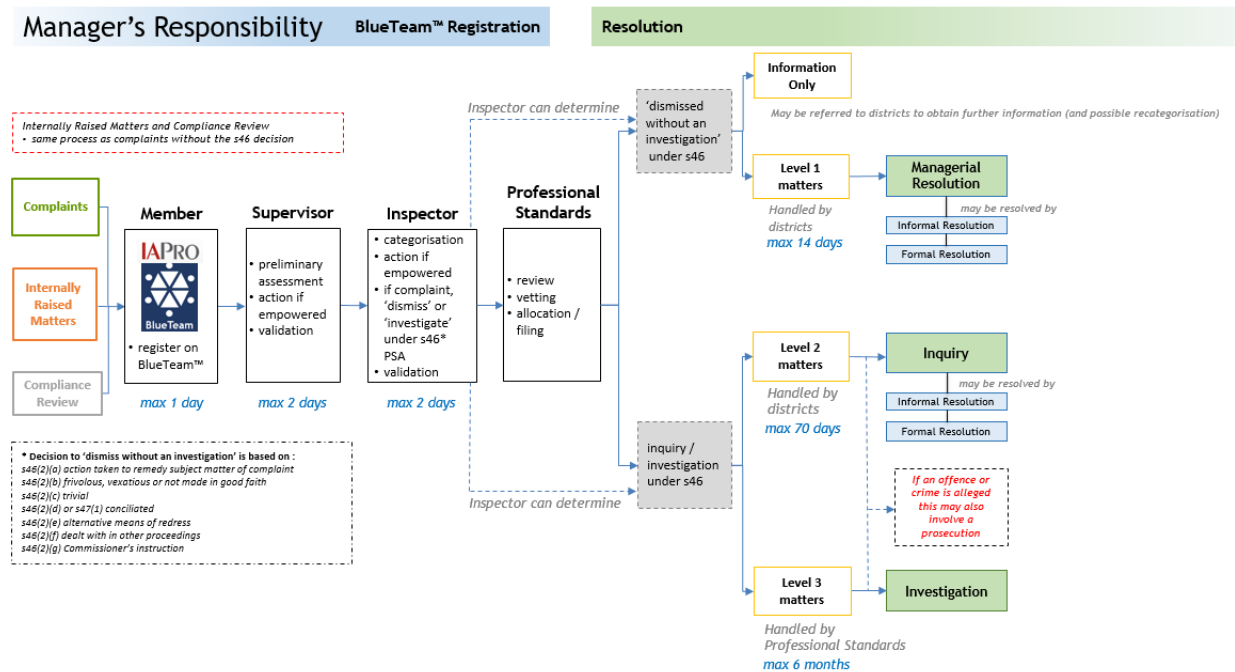 Manager's Responsibility BlueTeam™ Registration
Resolution
Internally Raised Matters and Compliance Review
• same process as complaints without the s46 decision
Complaints
Internally
Raised
Matters
Compliance
Review
Member
IAPRO
BlueTeam
• register on
BlueTeam™
max 1 day
Supervisor
• preliminary
assessment
• action if
empowered
• validation
max 2 days
Inspector
• categorisation
• action if
empowered
• if complaint,
'dismiss' or
'investigate'
under s46*
PSA
• validation
max 2 days
Professional
Standards
• review
• vetting
• allocation /
filing
Inspector can determine
'dismissed
without an
investigation'
under s46
Information
Only
May be referred to districts to obtain further information (and possible recategorisation)
Level 1
matters
Handled by
districts
max 14 days
Managerial
Resolution
may be resolved by
Informal Resolution
Formal Resolution
Inspector can determine
inquiry /
investigation
under s46
Level 2
matters
Handled by
districts
max 70 days
Inquiry
may be resolved by
Informal Resolution
Formal Resolution
If an offence or
crime is alleged
this may also
involve a
prosecution
Level 3
matters
Handled by
Professional Standards
max 6 months
Investigation
* Decision to 'dismiss without an investigation' is based on :
s46(2)(a) action taken to remedy subject matter of complaint
s46(2)(b) frivolous, vexatious or not made in good faith
s46(2)(c) trivial
s46(2)(d) or s47(1) conciliated
s46(2)(e) alternative means of redress
s46(2)(f) dealt with in other proceedings
s46(2)(g) Commissioner's instruction